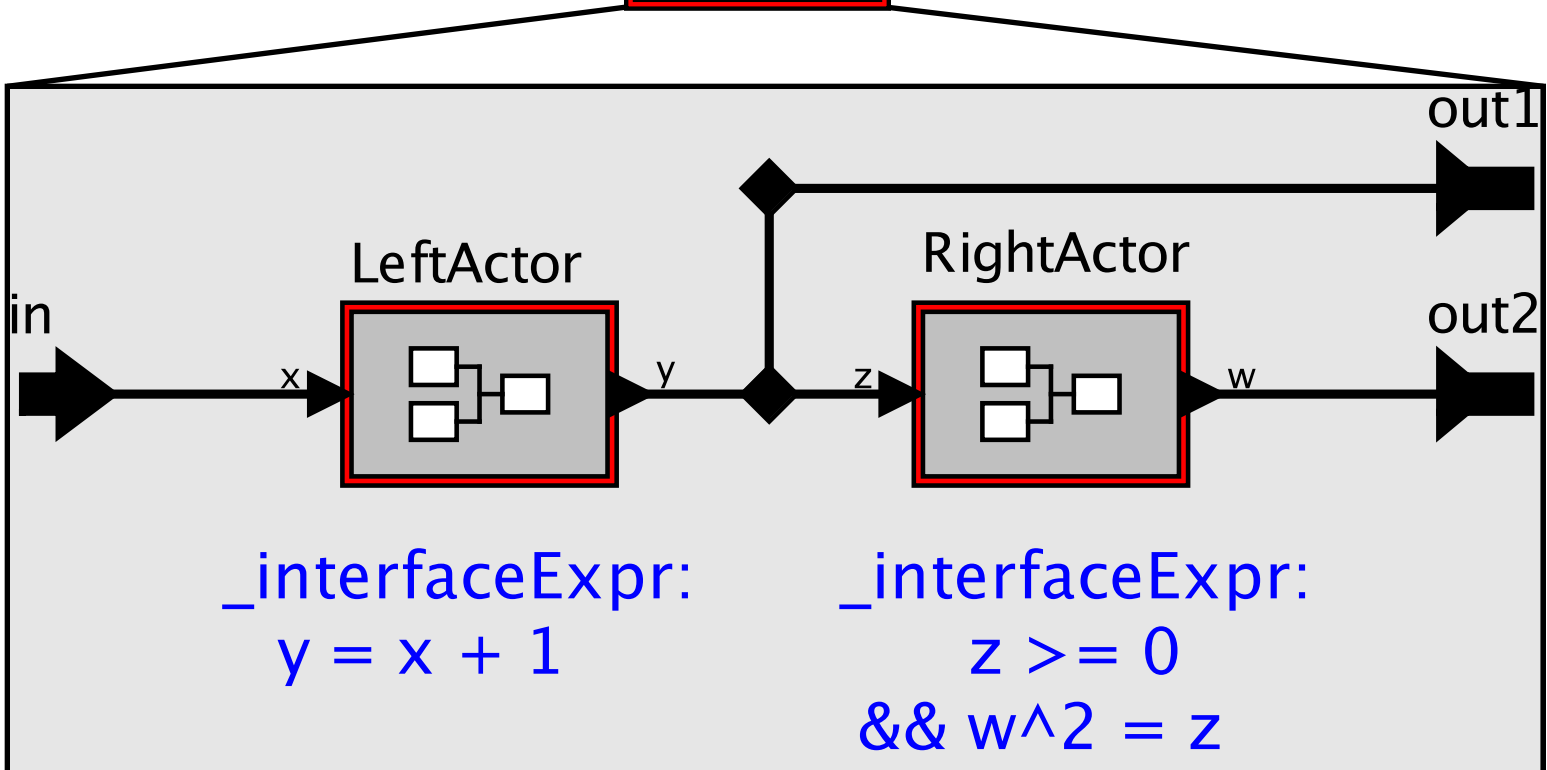 out1
LeftActor
RightActor
in
out2
x
y
z
w
_interfaceExpr:
y = x + 1
_interfaceExpr:
z >= 0
&& w^2 = z